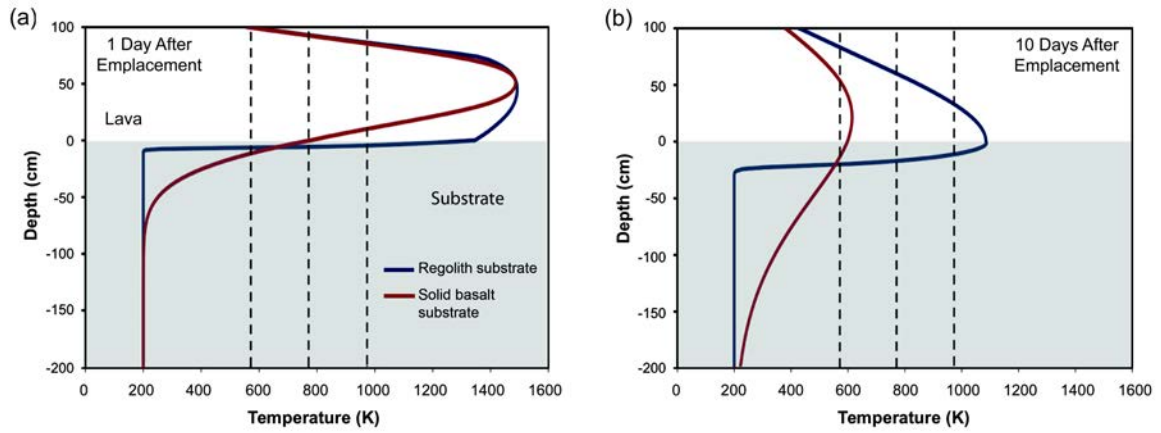 (a)
1 Day After
Emplacement
Lava
Substrate
Regolith substrate
Solid basalt
substrate
Depth (cm)
100
50
0
-50
-100
-150
-200
0 200 400 600 800 1000 1200 1400 1600
Temperature (K)
(b)
10 Days After
Emplacement
Depth (cm)
100
50
0
-50
-100
-150
-200
0 200 400 600 800 1000 1200 1400 1600
Temperature (K)